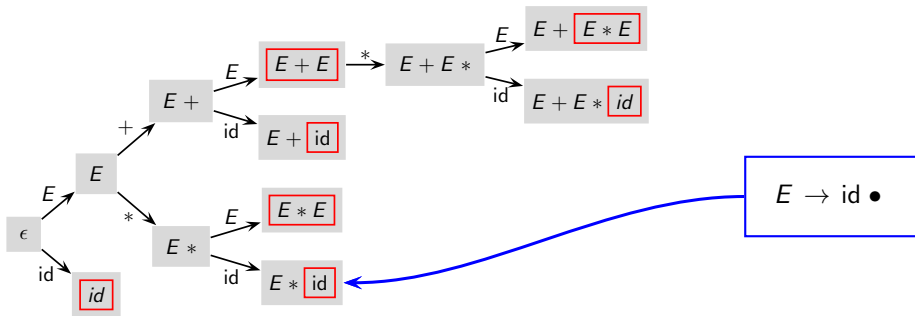 E + E * E
E
E + E
*
E + E *
E
id
E + E * id
E +
+
id
E + id
E
E
*
E * E
E → id •
E
ϵ
E *
id
id
E * id
id